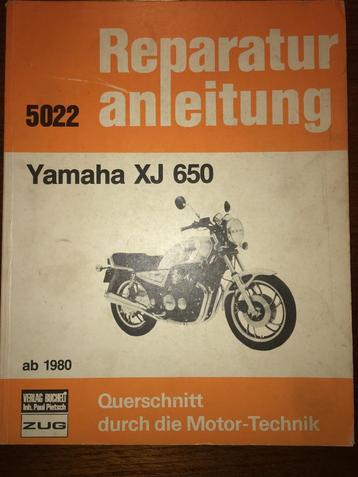 Reparatur
anleitung
5022
Yamaha XJ 650
ab 1980
VERLAG BUCHELI
Inh. Paul Pietsch
ZUG
Querschnitt
durch die Motor-Technik